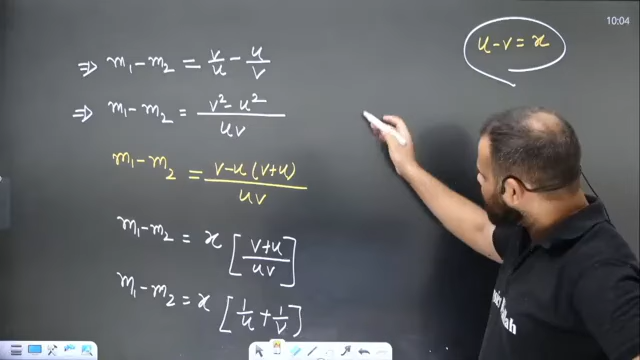 10:04
u-v=x
⇒ m₁-m₂ = v/u - u/v
⇒ m₁-m₂ = (v²-u²)/uv
m₁-m₂ = v-u(v+u)/uv
m₁-m₂ = x[(v+u)/uv]
m₁-m₂ = x[1/u + 1/v]